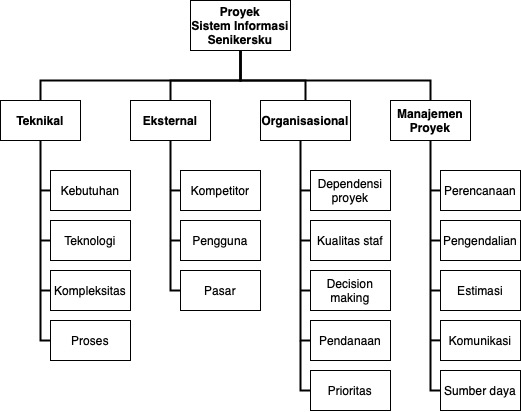 Proyek
Sistem Informasi
Senikersku
Teknikal
Kebutuhan
Teknologi
Kompleksitas
Proses
Eksternal
Kompetitor
Pengguna
Pasar
Organisasional
Dependensi
proyek
Kualitas staf
Decision
making
Pendanaan
Prioritas
Manajemen
Proyek
Perencanaan
Pengendalian
Estimasi
Komunikasi
Sumber daya